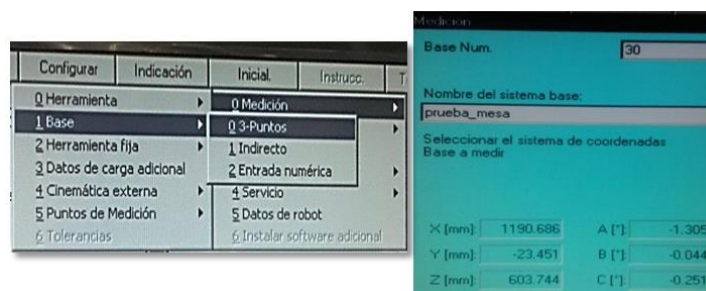 Configurar Indicación Inicial. Instrucc. T
0 Herramienta
1 Base
2 Herramienta fija
3 Datos de carga adicional
4 Cinemática externa
5 Puntos de Medición
6 Tolerancias
0 Medición
0 3-Puntos
1 Indirecto
2 Entrada numérica
4 Servicio
5 Datos de robot
6 Instalar software adicional
Medición
Base Num. 30
Nombre del sistema base:
prueba_mesa
Seleccionar el sistema de coordenadas
Base a medir
X [mm]: 1190.686 A [°]: -1.305
Y [mm]: -23.451 B [°]: -0.044
Z [mm]: 603.744 C [°]: -0.251